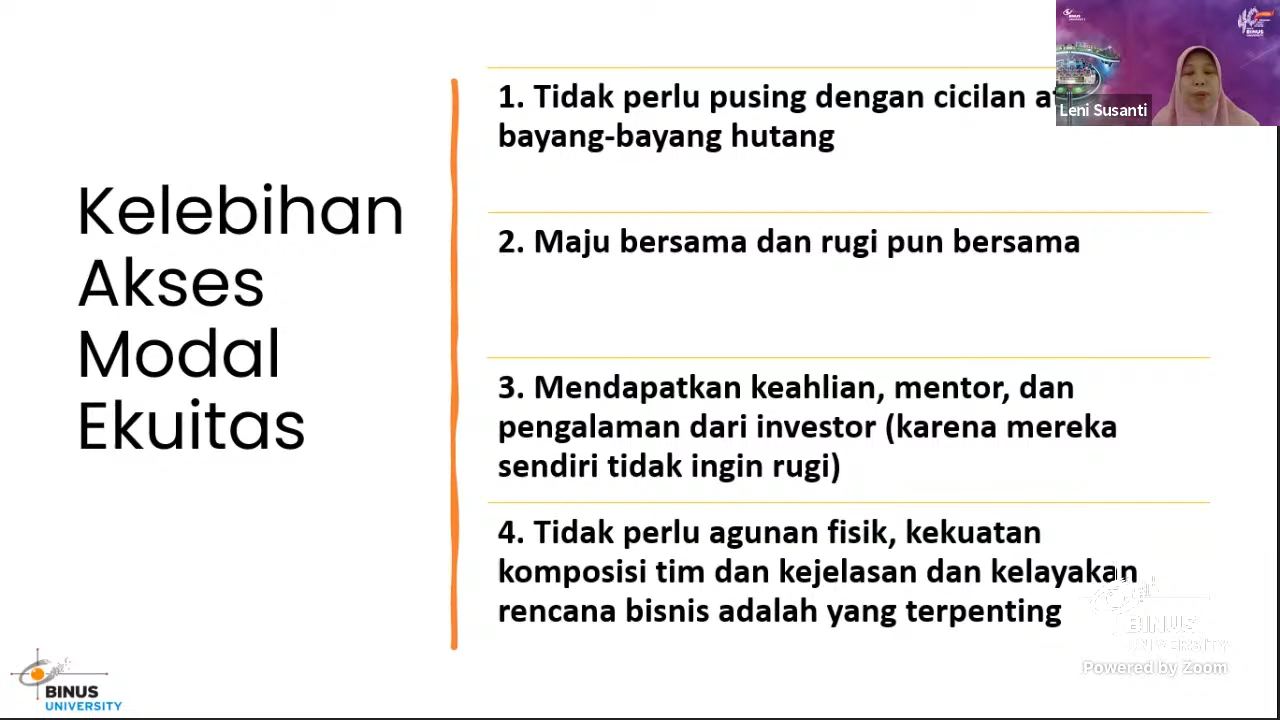 Kelebihan
Akses
Modal
Ekuitas
1. Tidak perlu pusing dengan cicilan
bayang-bayang hutang
2. Maju bersama dan rugi pun bersama
3. Mendapatkan keahlian, mentor, dan
pengalaman dari investor (karena mereka
sendiri tidak ingin rugi)
4. Tidak perlu agunan fisik, kekuatan
komposisi tim dan kejelasan dan kelayakan
rencana bisnis adalah yang terpenting
Leni Susanti
BINUS
UNIVERSITY
BINUS
UNIVERSITY
Powered by Zoom